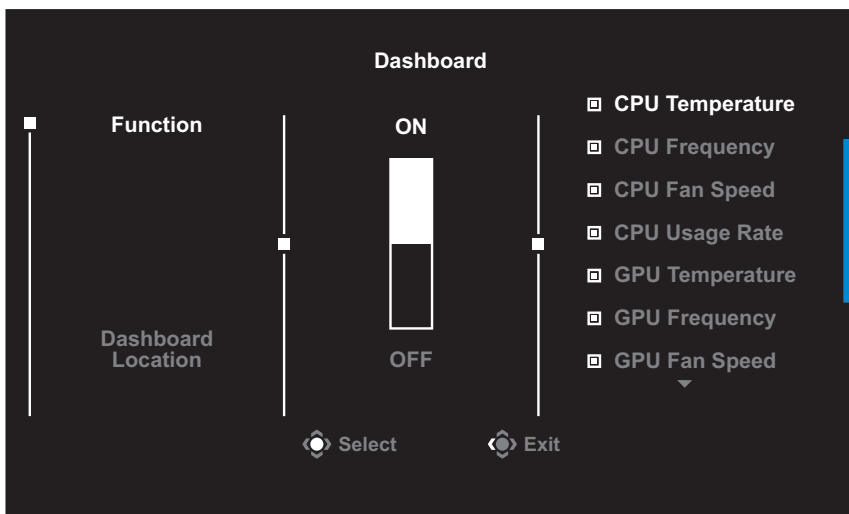 Dashboard
Function
Dashboard
Location
ON
OFF
CPU Temperature
CPU Frequency
CPU Fan Speed
CPU Usage Rate
GPU Temperature
GPU Frequency
GPU Fan Speed
Select
Exit